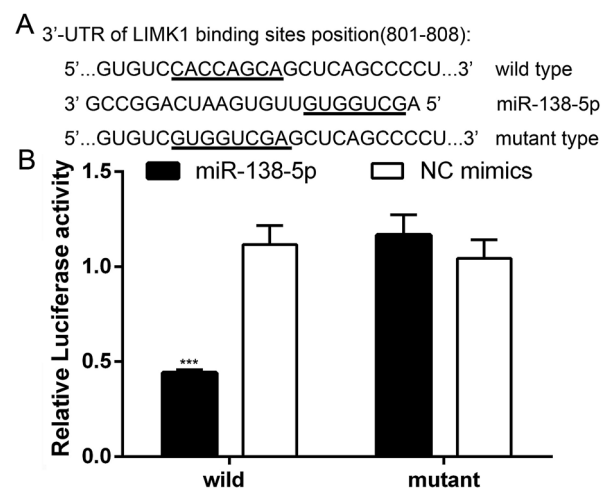 A
3'-UTR of LIMK1 binding sites position(801-808):
5'...GUGUCCACCAGCAGCUCAGCCCCU...3' wild type
3' GCCGGACUAAGUGUUGUGGUCGA 5' miR-138-5p
5'...GUGUCGUGGUCGAGCUCAGCCCCU...3' mutant type
B
miR-138-5p NC mimics
Relative Luciferase activity
1.5
1.0
0.5
0.0
***
wild mutant